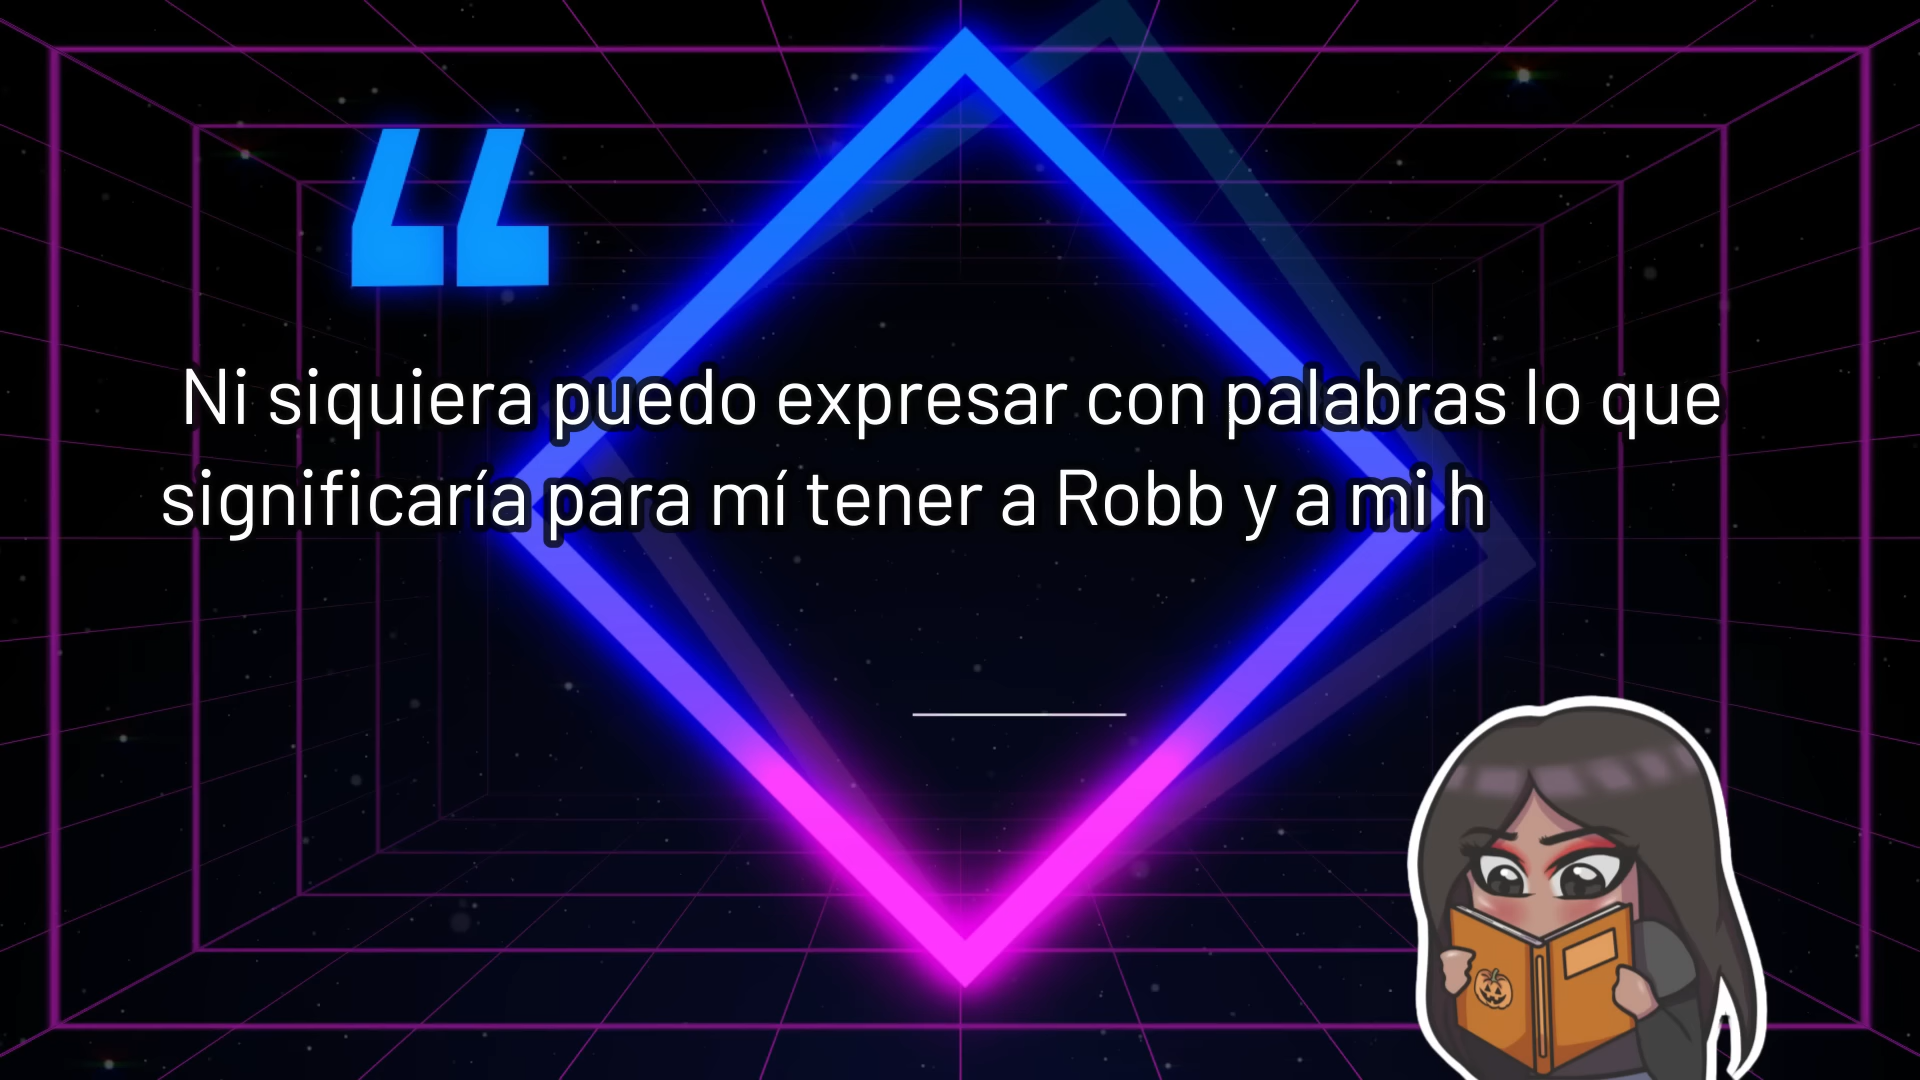 “
Ni siquiera puedo expresar con palabras lo que
significaría para mí tener a Robb y a mi h